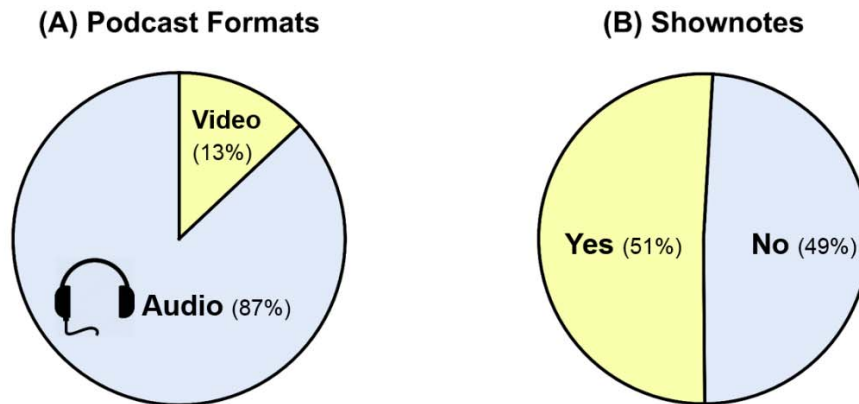 (A) Podcast Formats
Video
(13%)
Audio (87%)
(B) Shownotes
Yes (51%)
No (49%)